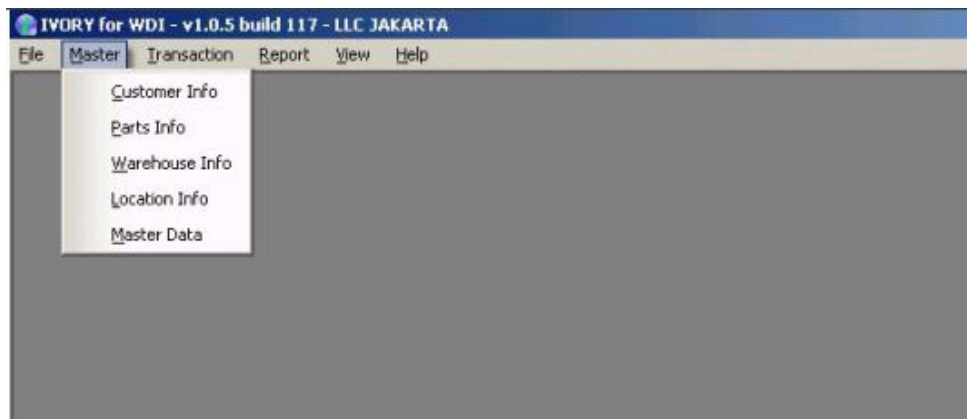 IVORY for WDI - v1.0.5 build 117 - LLC JAKARTA
File Master Transaction Report View Help
Customer Info
Parts Info
Warehouse Info
Location Info
Master Data